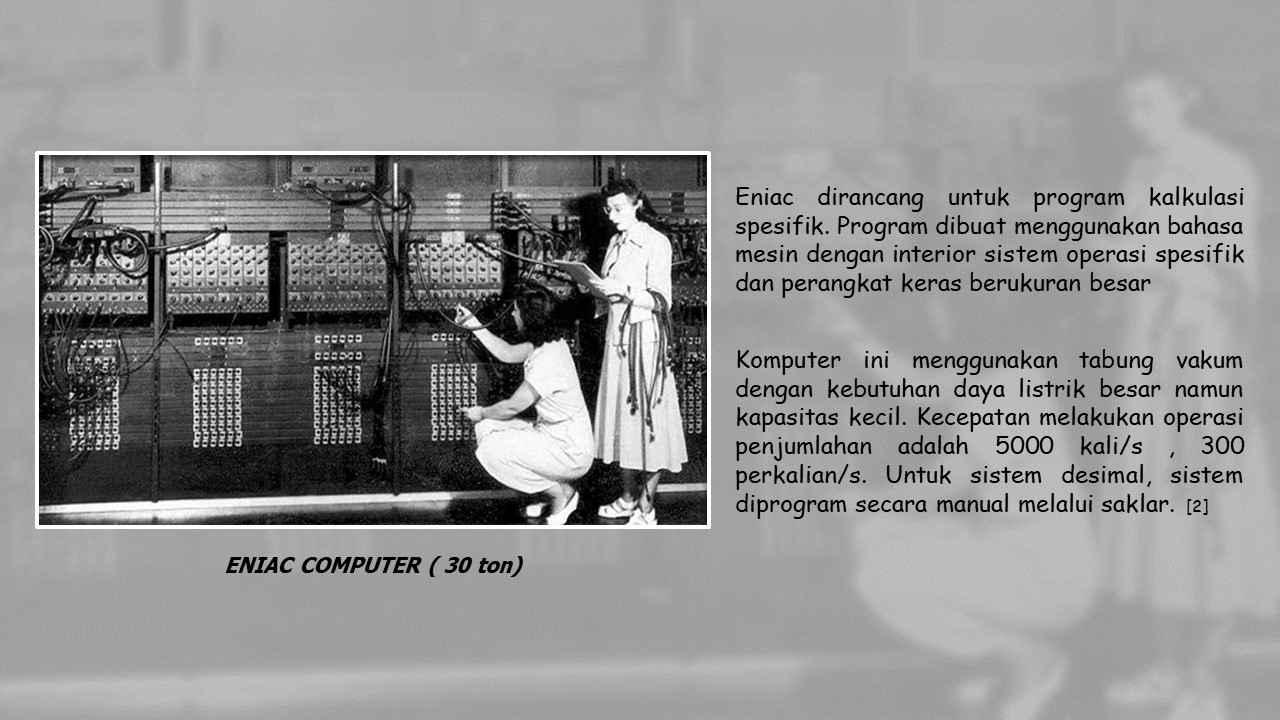 Eniac dirancang untuk program kalkulasi
spesifik. Program dibuat menggunakan bahasa
mesin dengan interior sistem operasi spesifik
dan perangkat keras berukuran besar
Komputer ini menggunakan tabung vakum
dengan kebutuhan daya listrik besar namun
kapasitas kecil. Kecepatan melakukan operasi
penjumlahan adalah 5000 kali/s , 300
perkalian/s. Untuk sistem desimal, sistem
diprogram secara manual melalui saklar. [2]
ENIAC COMPUTER ( 30 ton)